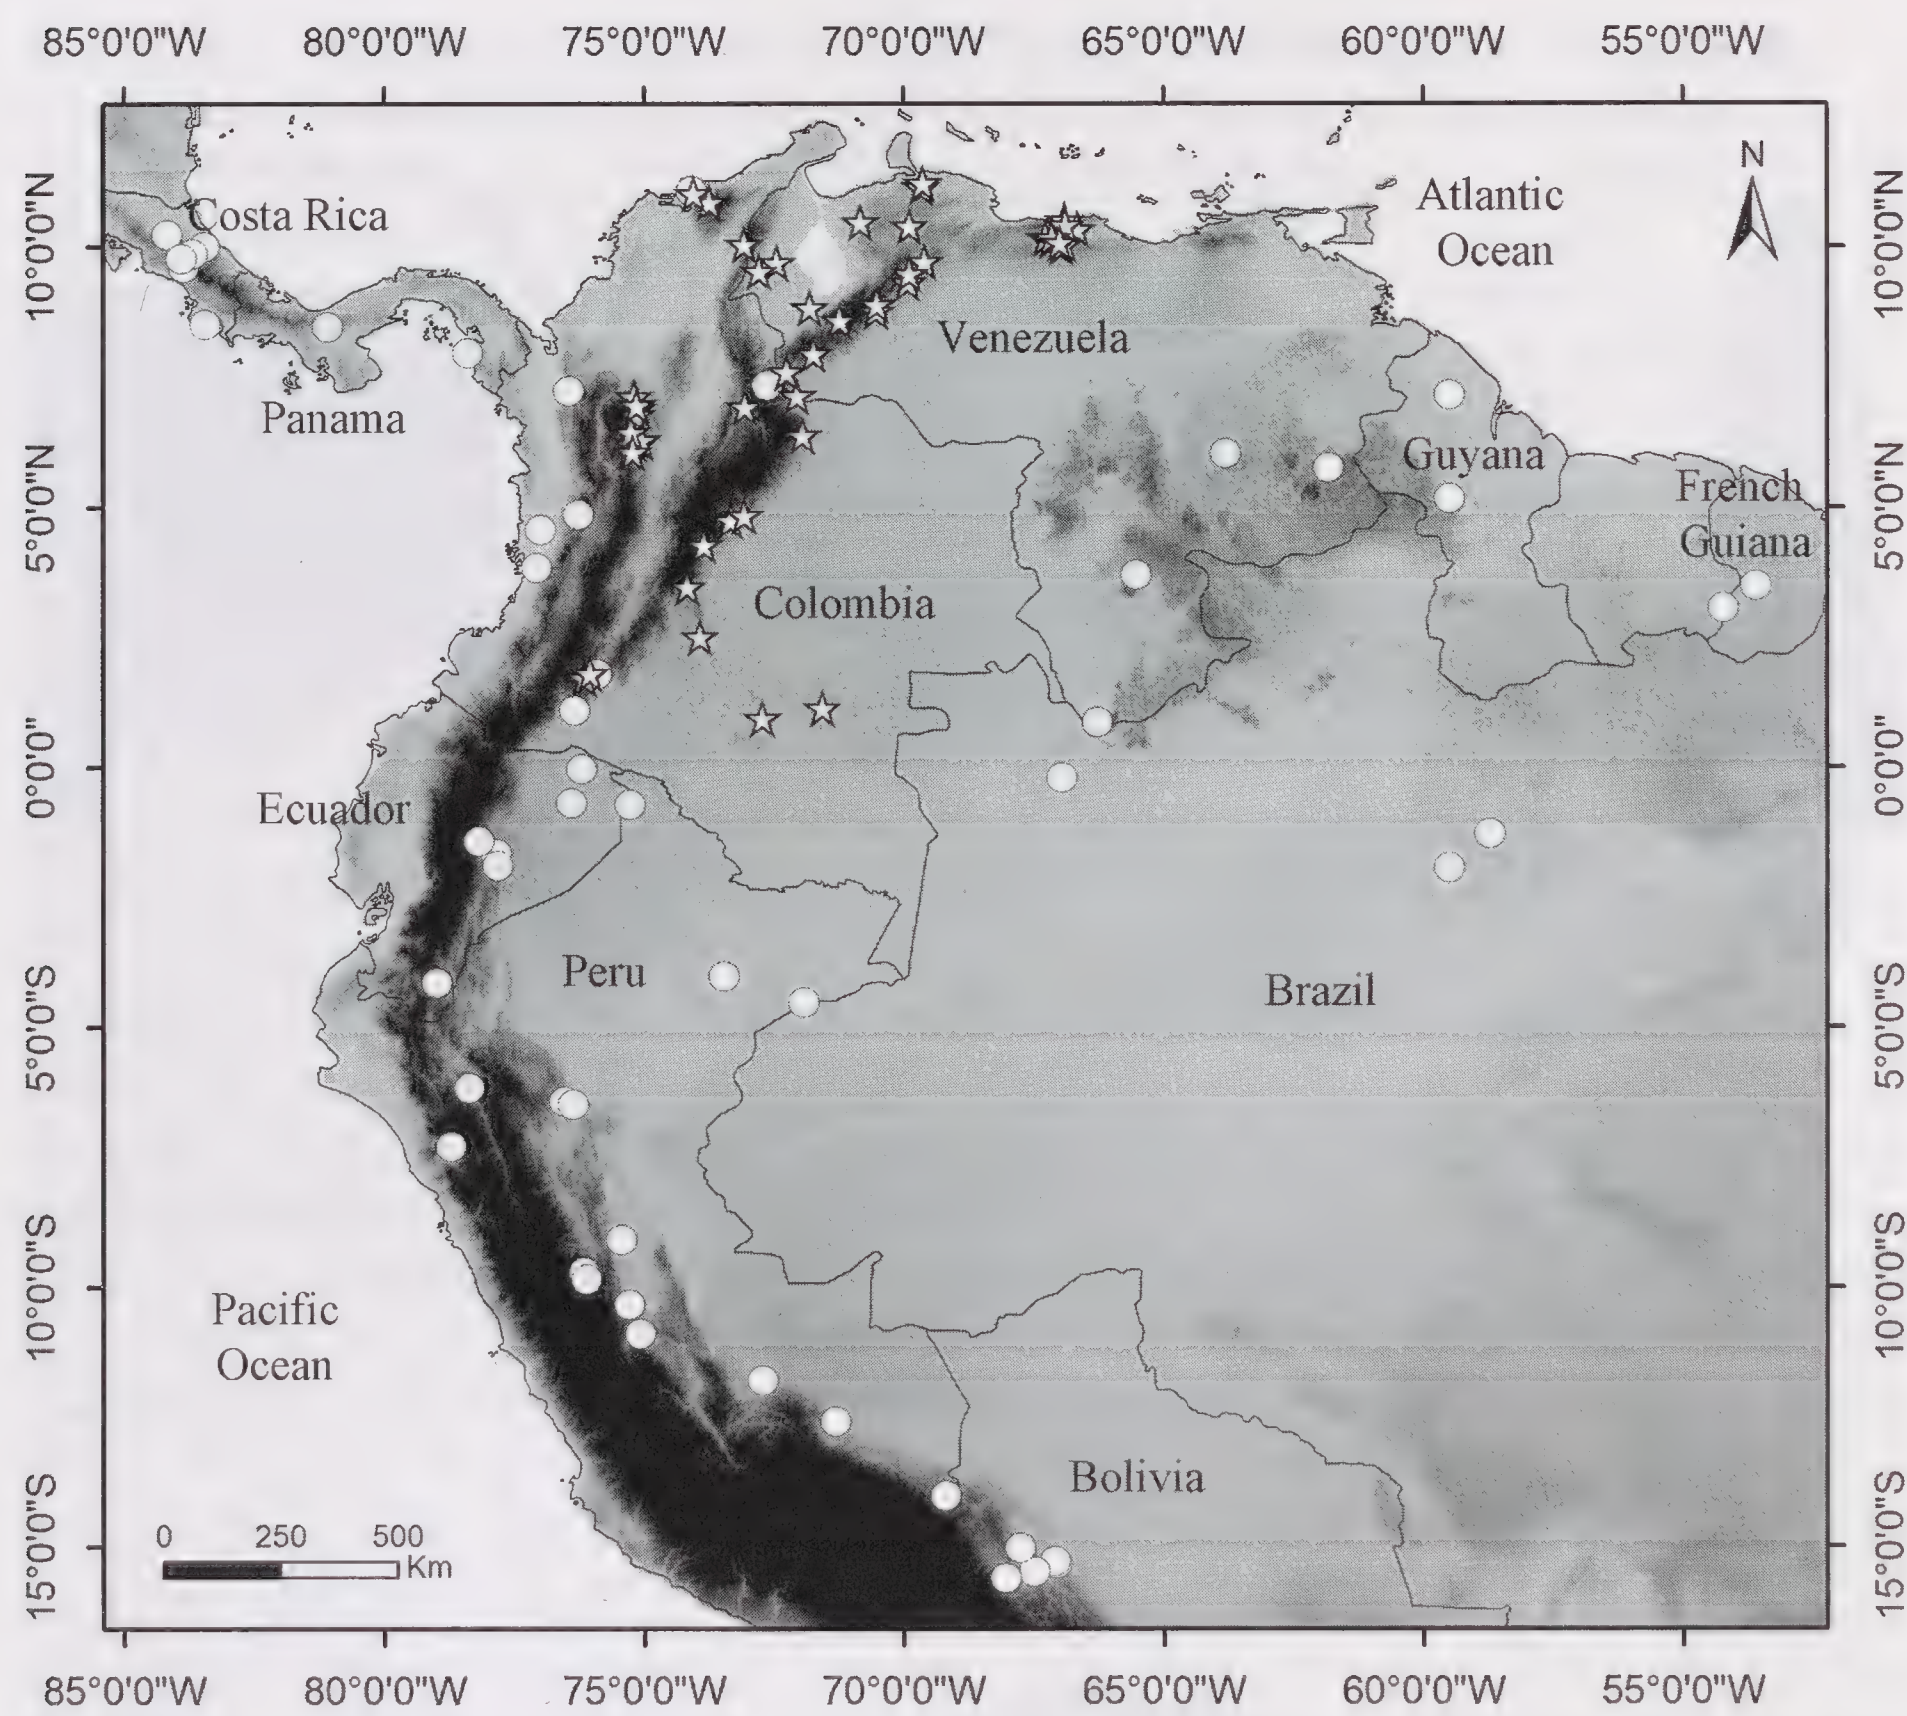 85°0'0"W 80°0'0"W 75°0'0"W 70°0'0"W 65°0'0"W 60°0'0"W 55°0'0"W
10°0'0"N
5°0'0"N
0°0'0"
5°0'0"S
10°0'0"S
15°0'0"S
N
Atlantic
Ocean
Costa Rica
Venezuela
Panama
Guyana
French
Guiana
Colombia
Ecuador
Peru
Brazil
Pacific
Ocean
Bolivia
0 250 500
Km
10°0'0"N
5°0'0"N
0°0'0"
5°0'0"S
10°0'0"S
15°0'0"S
85°0'0"W 80°0'0"W 75°0'0"W 70°0'0"W 65°0'0"W 60°0'0"W 55°0'0"W